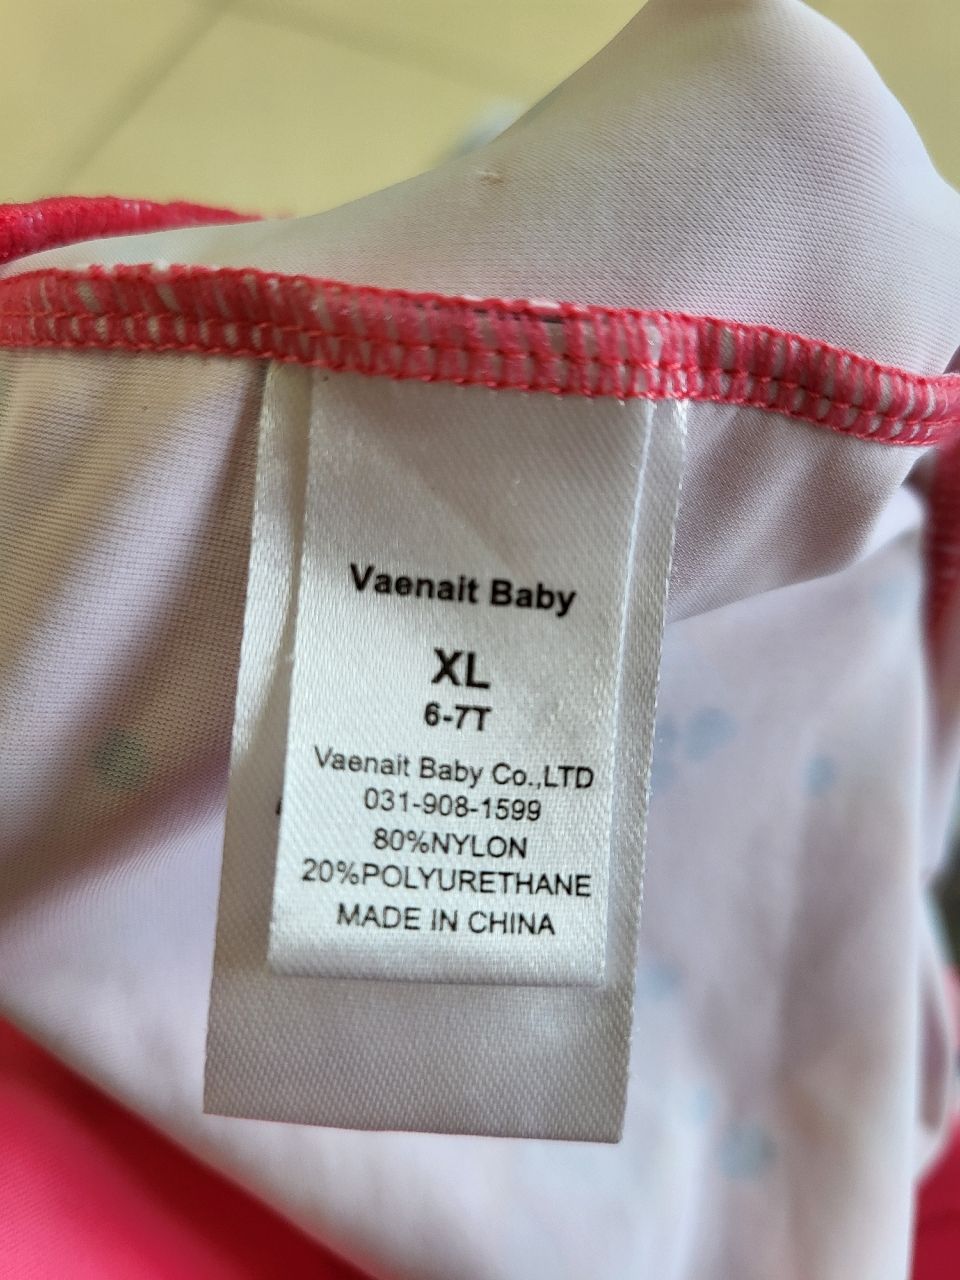 Vaenait Baby
XL
6-7T
Vaenait Baby Co.,LTD
031-908-1599
80%NYLON
20%POLYURETHANE
MADE IN CHINA